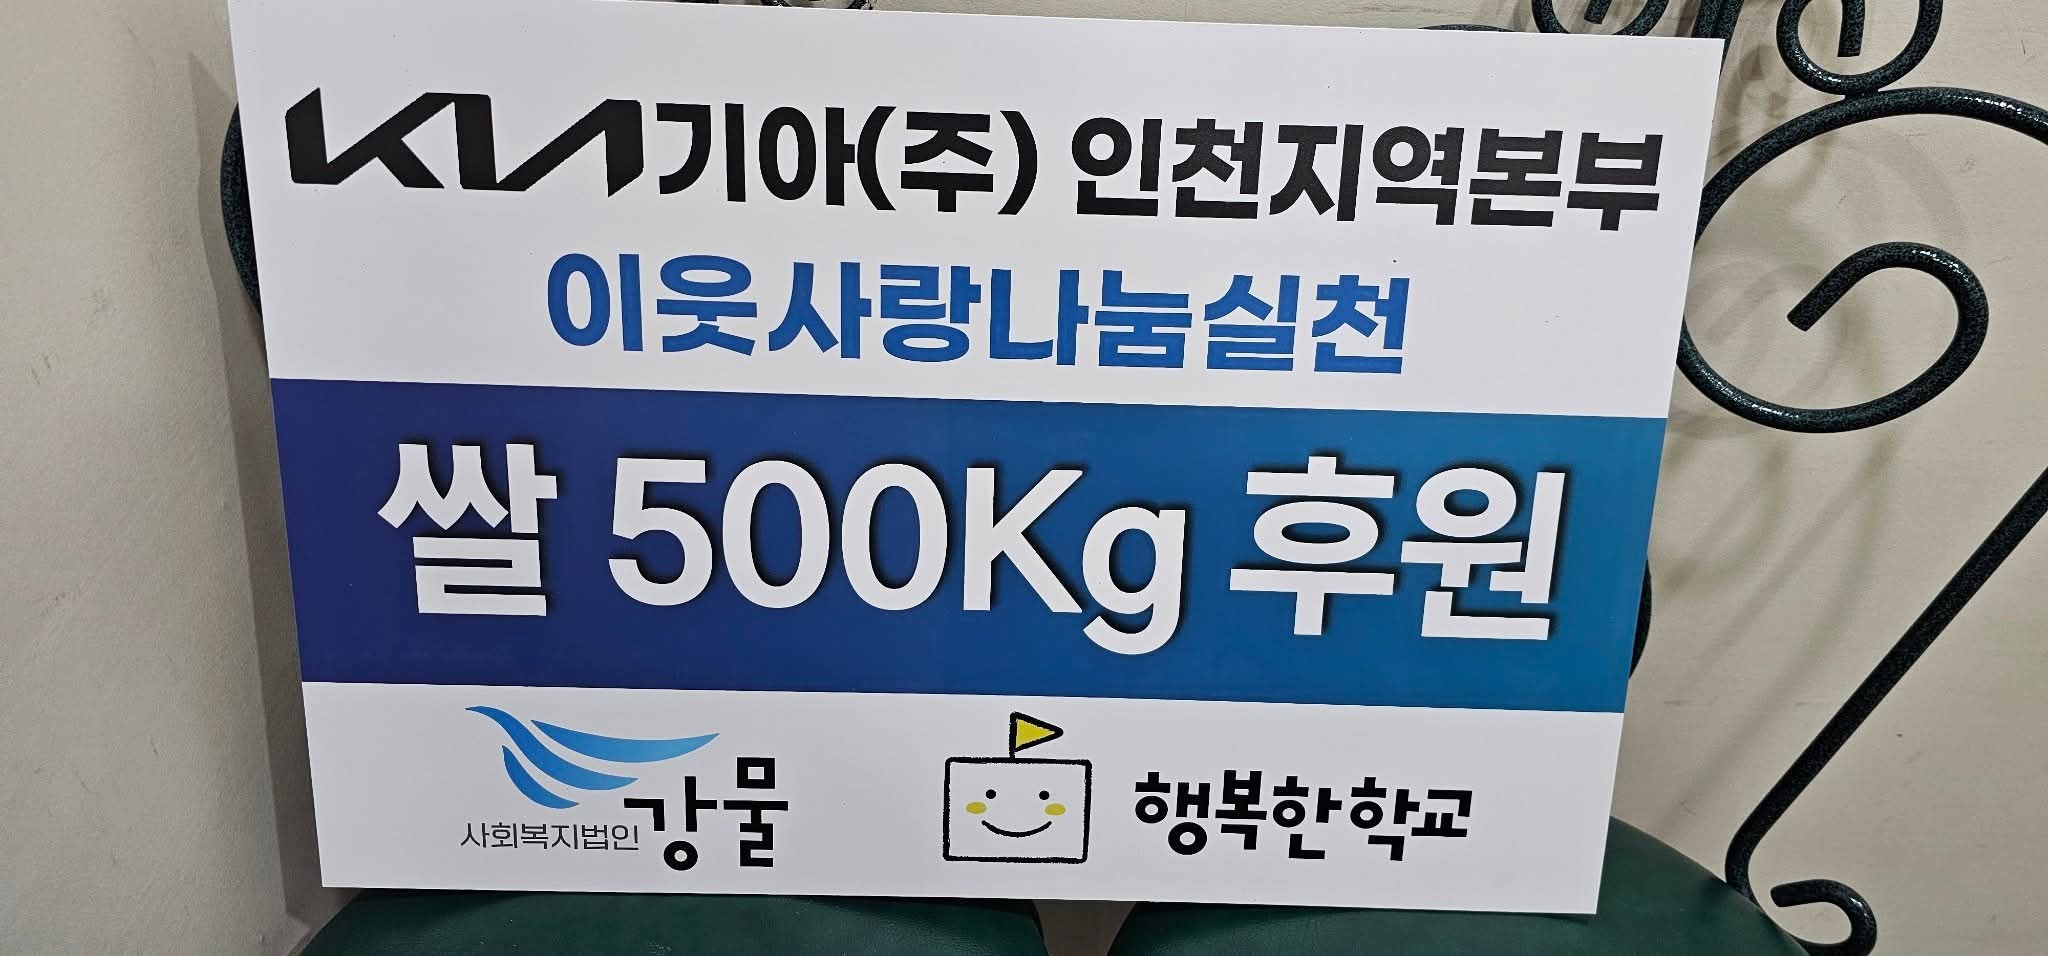 KIA 기아(주) 인천지역본부
이웃사랑나눔실천
쌀 500Kg 후원
사회복지법인 강물
행복한학교